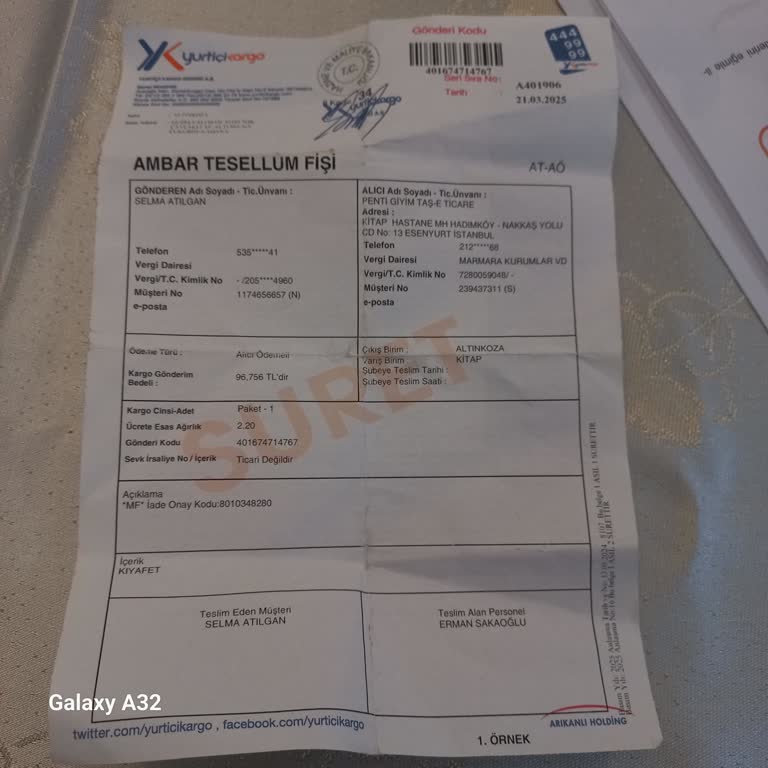 yurtiçikargo
YURTİÇİ KARGO SERVİSİ A.Ş.
T.C.
34
yurtiçikargo
Gönderi Kodu
401674714767
Seri Sıra No: A401906
Tarih : 21.03.2025
444
99
99
AMBAR TESELLUM FİŞİ
AT-AÖ
GÖNDEREN Adı Soyadı - Tic.Ünvanı :
SELMA ATILGAN
Telefon 535*****41
Vergi Dairesi
Vergi/T.C. Kimlik No - /205****4960
Müşteri No 1174656657 (N)
e-posta
ALICI Adı Soyadı - Tic.Ünvanı :
PENTİ GİYİM TAŞ-E TİCARE
Adresi :
KİTAP HASTANE MH HADIMKÖY - NAKKAŞ YOLU
CD No: 13 ESENYURT İSTANBUL
Telefon 212*****68
Vergi Dairesi MARMARA KURUMLAR VD
Vergi/T.C. Kimlik No 7280059048/ -
Müşteri No 239437311 (S)
e-posta
Ödeme Türü : Alıcı Ödemeli
Kargo Gönderim
Bedeli : 96,756 TL'dir
Çıkış Birim : ALTINKOZA
Varış Birim KİTAP
Şubeye Teslim Tarihi :
Şubeye Teslim Saati :
SURET
Kargo Cinsi-Adet Paket - 1
Ücrete Esas Ağırlık 2.20
Gönderi Kodu 401674714767
Sevk İrsaliye No / İçerik Ticari Değildir
Açıklama
*MF* İade Onay Kodu:8010348280
İçerik
KIYAFET
Teslim Eden Müşteri
SELMA ATILGAN
Teslim Alan Personel
ERMAN SAKAOĞLU
twitter.com/yurticikargo , facebook.com/yurticikargo
1. ÖRNEK
ARIKANLI HOLDİNG
Galaxy A32